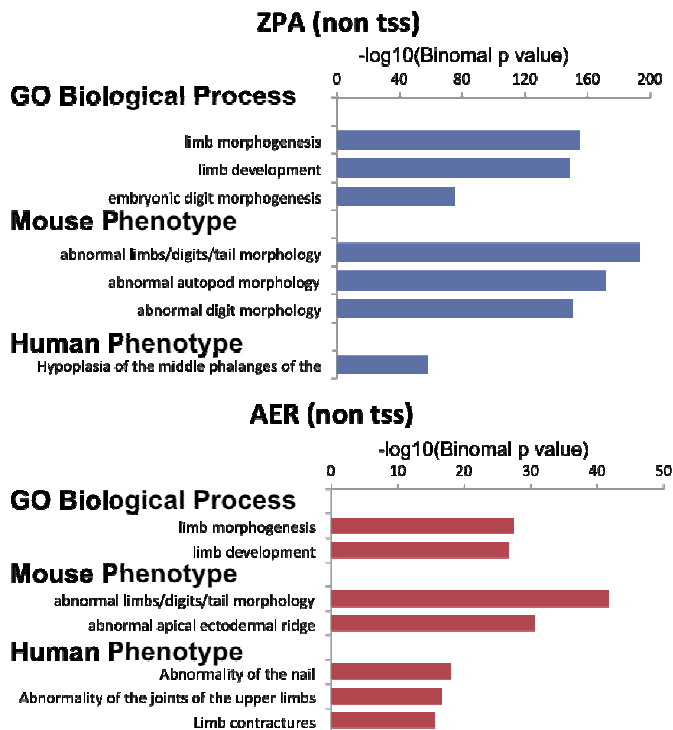 ZPA (non tss)
-log10(Binomal p value)
0 40 80 120 160 200
GO Biological Process
limb morphogenesis
limb development
embryonic digit morphogenesis
Mouse Phenotype
abnormal limbs/digits/tail morphology
abnormal autopod morphology
abnormal digit morphology
Human Phenotype
Hypoplasia of the middle phalanges of the
AER (non tss)
-log10(Binomal p value)
0 10 20 30 40 50
GO Biological Process
limb morphogenesis
limb development
Mouse Phenotype
abnormal limbs/digits/tail morphology
abnormal apical ectodermal ridge
Human Phenotype
Abnormality of the nail
Abnormality of the joints of the upper limbs
Limb contractures